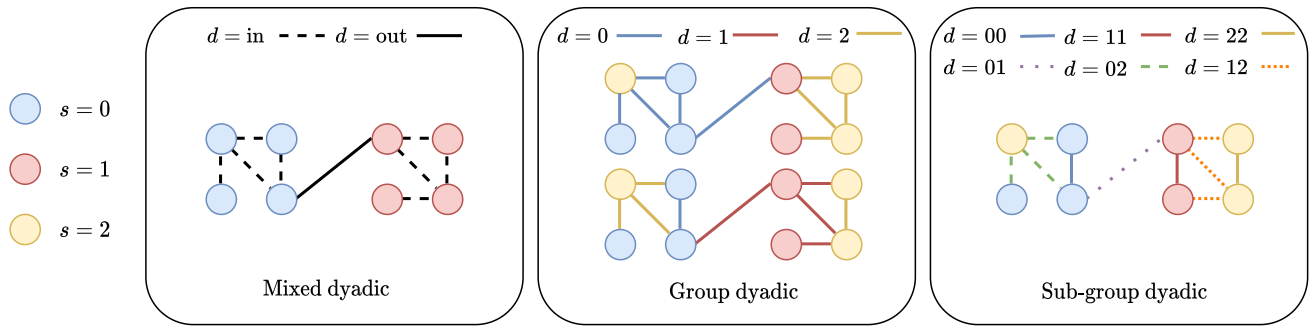 s = 0
s = 1
s = 2
d = in d = out
Mixed dyadic
d = 0 d = 1 d = 2
Group dyadic
d = 00 d = 11 d = 22
d = 01 d = 02 d = 12
Sub-group dyadic